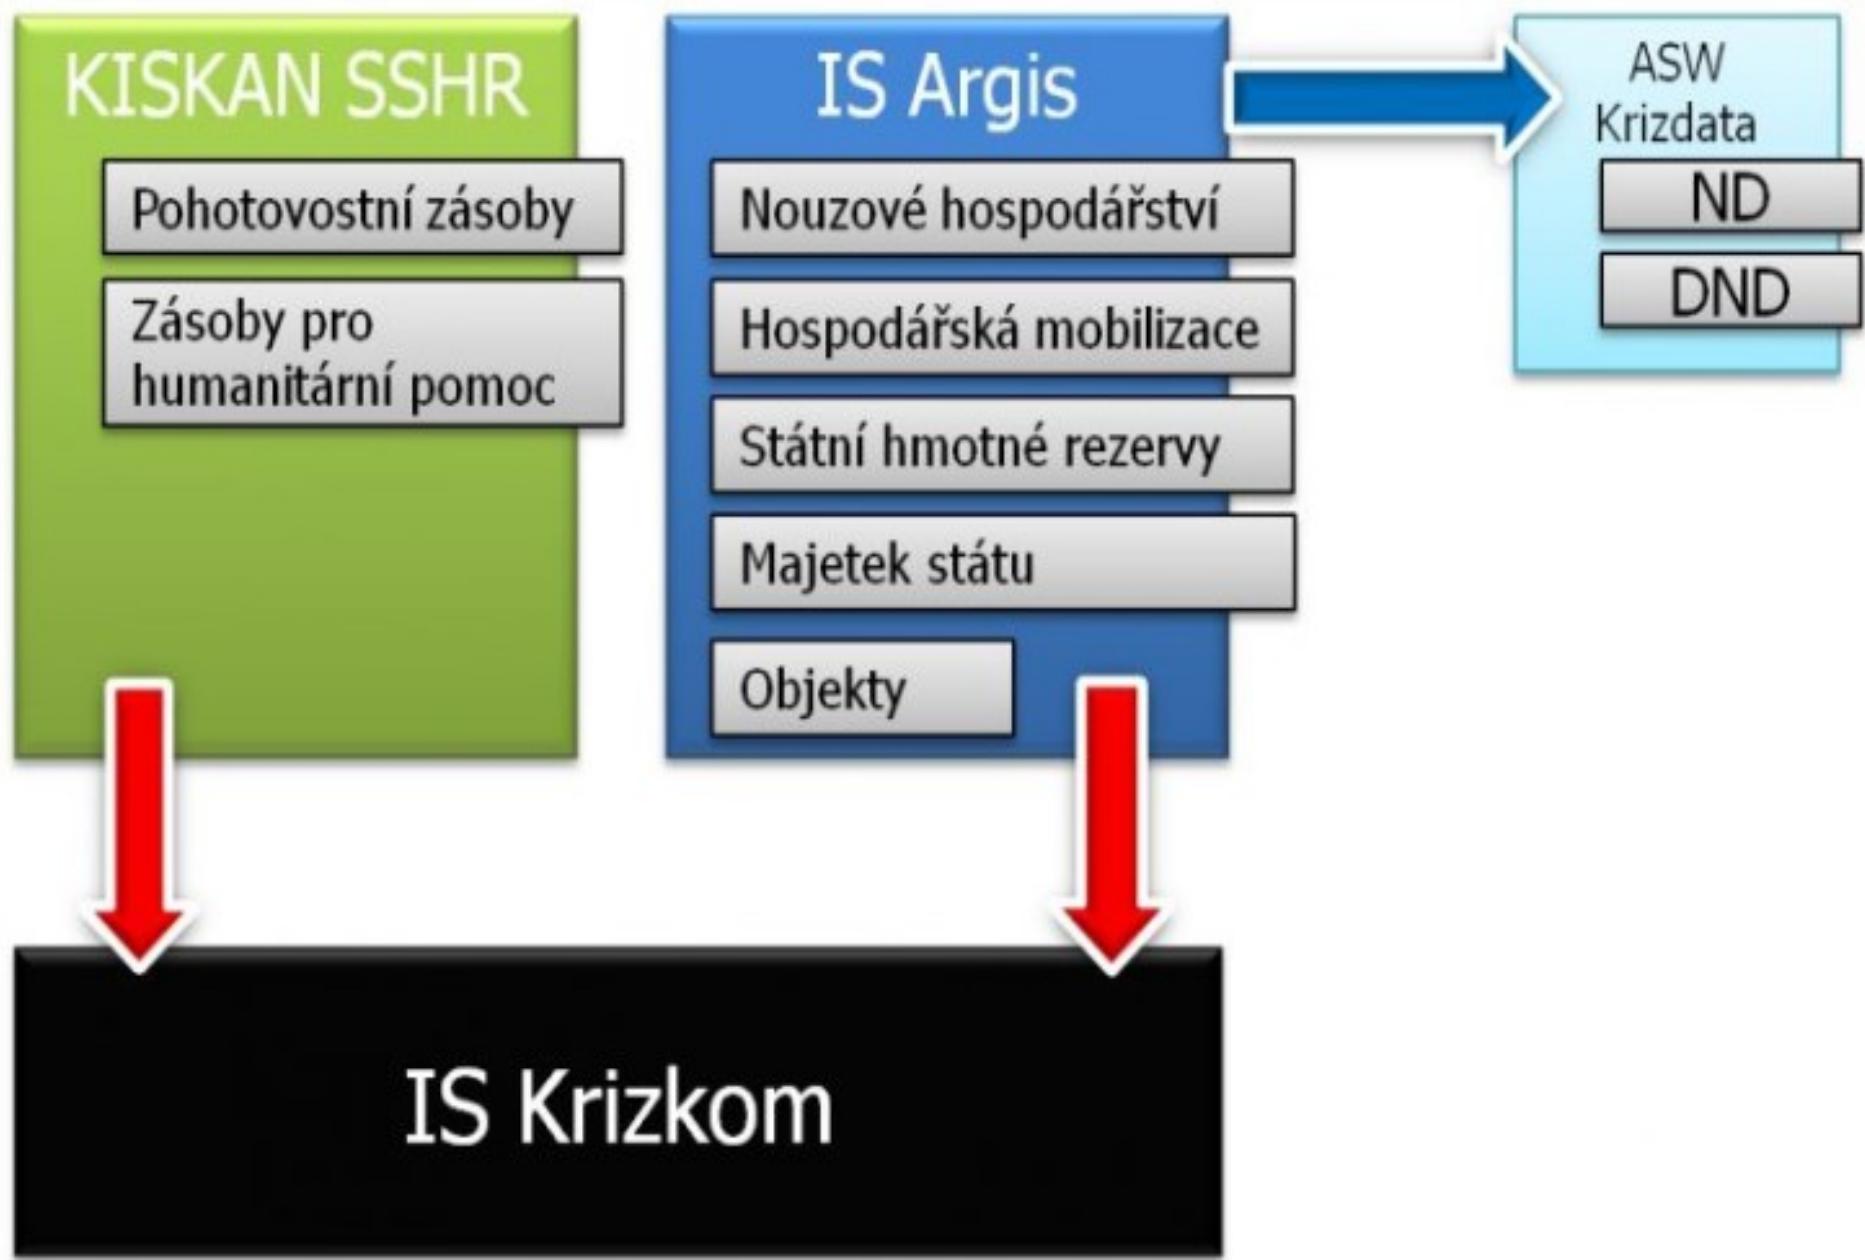 KISKAN SSHR
Pohotovostní zásoby
Zásoby pro
humanitární pomoc
IS Argis
Nouzové hospodářství
Hospodářská mobilizace
Státní hmotné rezervy
Majetek státu
Objekty
ASW
Krizdata
ND
DND
IS Krizkom